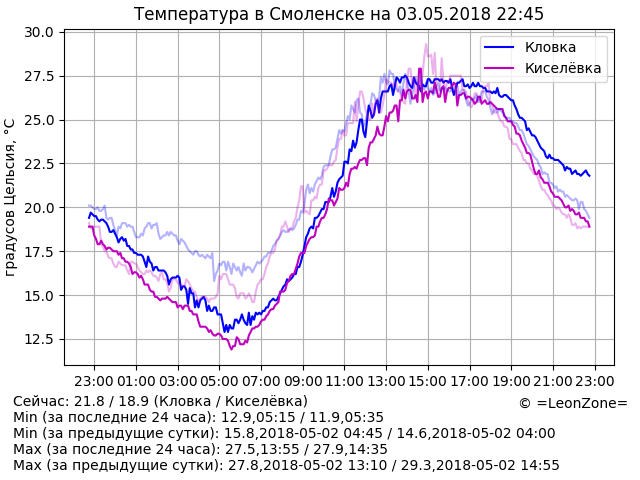 Температура в Смоленске на 03.05.2018 22:45
30.0
27.5
25.0
22.5
20.0
17.5
15.0
12.5
градусов Цельсия, °C
Кловка
Киселёвка
23:00 01:00 03:00 05:00 07:00 09:00 11:00 13:00 15:00 17:00 19:00 21:00 23:00
Сейчас: 21.8 / 18.9 (Кловка / Киселёвка)
© =LeonZone=
Min (за последние 24 часа): 12.9,05:15 / 11.9,05:35
Min (за предыдущие сутки): 15.8,2018-05-02 04:45 / 14.6,2018-05-02 04:00
Max (за последние 24 часа): 27.5,13:55 / 27.9,14:35
Max (за предыдущие сутки): 27.8,2018-05-02 13:10 / 29.3,2018-05-02 14:55